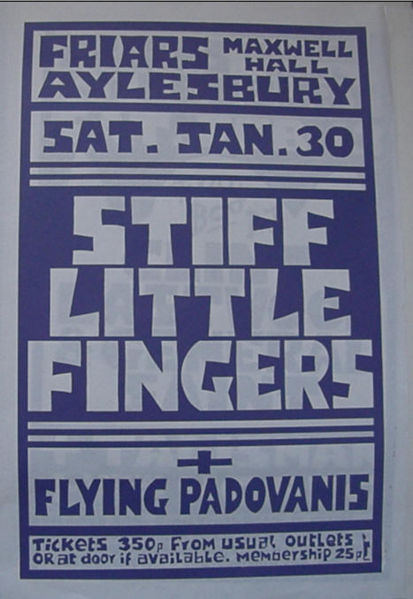 FRIARS MAXWELL
HALL
AYLESBURY
SAT. JAN. 30
STIFF
LITTLE
FINGERS
+
FLYING PADOVANIS
TICKETS 350p FROM USUAL OUTLETS
OR at DOOR if available. Membership 25p